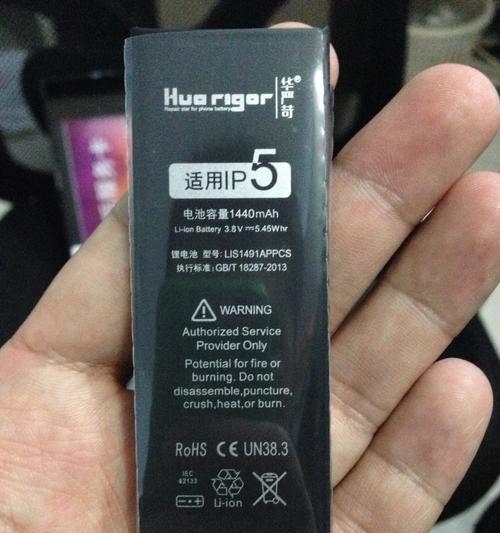 Huarigor 华严苛®
Repair star for phone battery
适用IP5
电池容量1440mAh
Li-ion Battery 3.8V⎓5.45Whr
锂电池 型号: LIS1491APPCS
执行标准: GB/T 18287-2013
WARNING
Authorized Service
Provider Only
Potential for fire or
burning. Do not
disassemble,puncture,
crush,heat,or burn.
RoHS CE UN38.3
IEC
62133
Li-ion